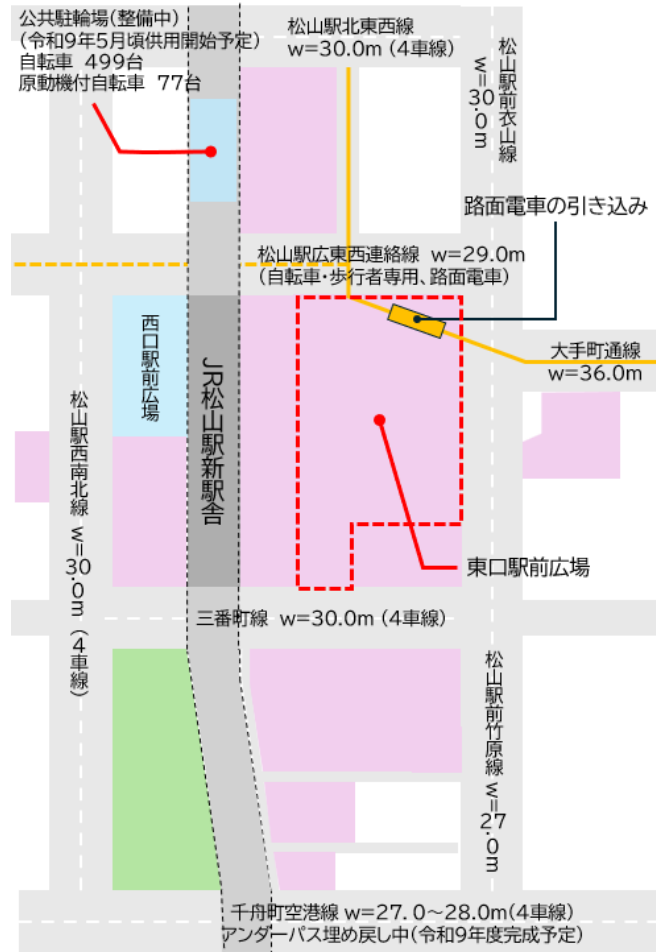 公共駐輪場(整備中)
(令和9年5月頃供用開始予定)
自転車 499台
原動機付自転車 77台
松山駅北東西線
w=30.0m (4車線)
松山駅前衣山線
w=30.0m
路面電車の引き込み
松山駅広東西連絡線 w=29.0m
(自転車・歩行者専用、路面電車)
西口駅前広場
JR松山駅新駅舎
大手町通線
w=36.0m
松山駅西南北線 w=30.0m (4車線)
東口駅前広場
三番町線 w=30.0m (4車線)
松山駅前竹原線 w=27.0m
千舟町空港線 w=27.0~28.0m(4車線)
アンダーパス埋め戻し中(令和9年度完成予定)